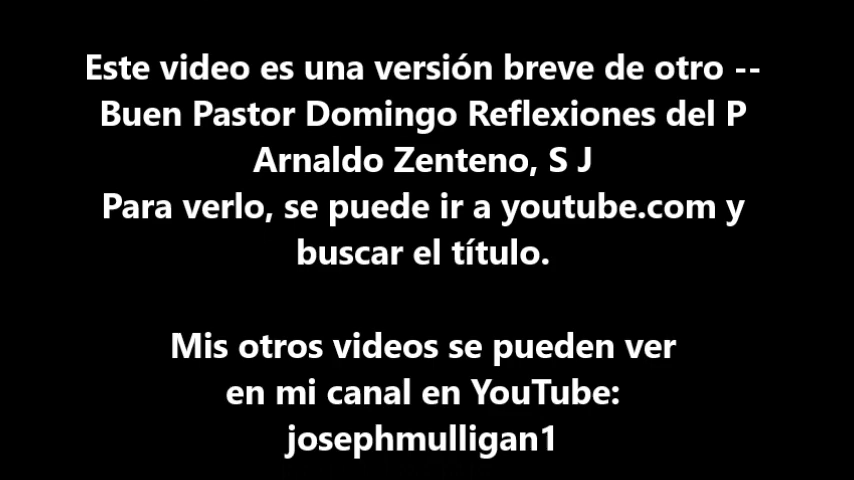 Este video es una versión breve de otro --
Buen Pastor Domingo Reflexiones del P
Arnaldo Zenteno, S J
Para verlo, se puede ir a youtube.com y
buscar el título.
Mis otros videos se pueden ver
en mi canal en YouTube:
josephmulligan1